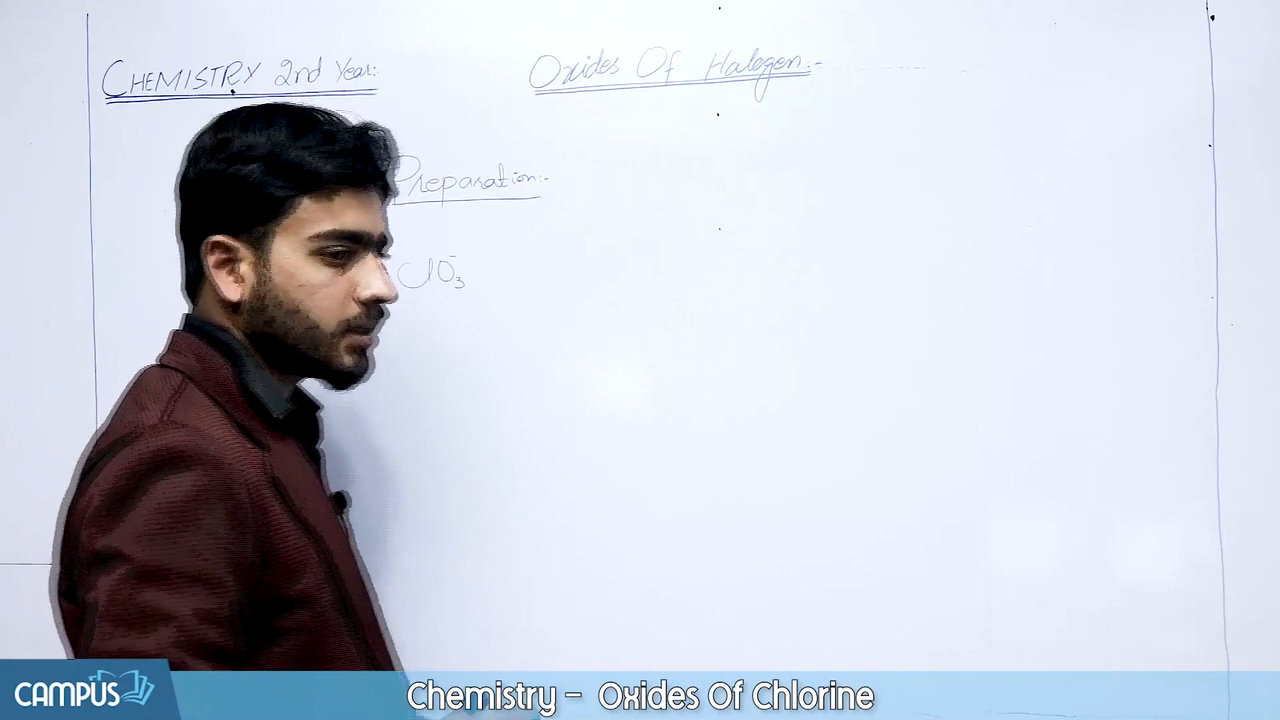 CHEMISTRY 2nd Year:-
Oxides Of Halogen:-
Preparation:-
ClO₃⁻
CAMPUS
Chemistry – Oxides Of Chlorine